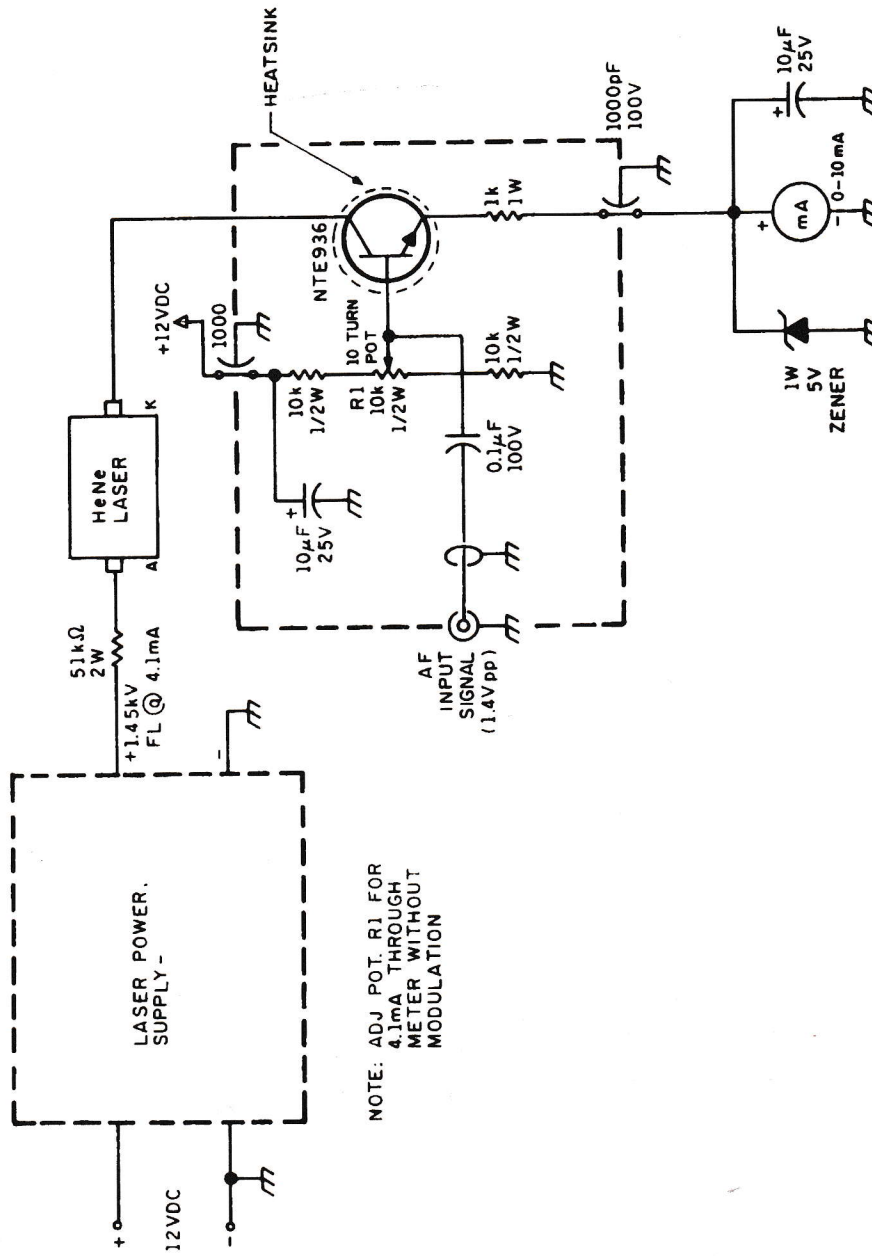 +
12VDC
-
LASER POWER.
SUPPLY-
-
+1.45kV
FL @ 4.1mA
51kΩ
2W
A
HeNe
LASER
K
+12VDC
1000
10µF
25V
+
10k
1/2W
R1
10k
1/2W
10 TURN
POT
NTE936
HEATSINK
10k
1/2W
0.1µF
100V
AF
INPUT
SIGNAL
(1.4Vpp)
1k
1W
1000pF
100V
1W
5V
ZENER
+
mA
-
0-10mA
+
10µF
25V
NOTE: ADJ POT. R1 FOR
4.1mA THROUGH
METER WITHOUT
MODULATION